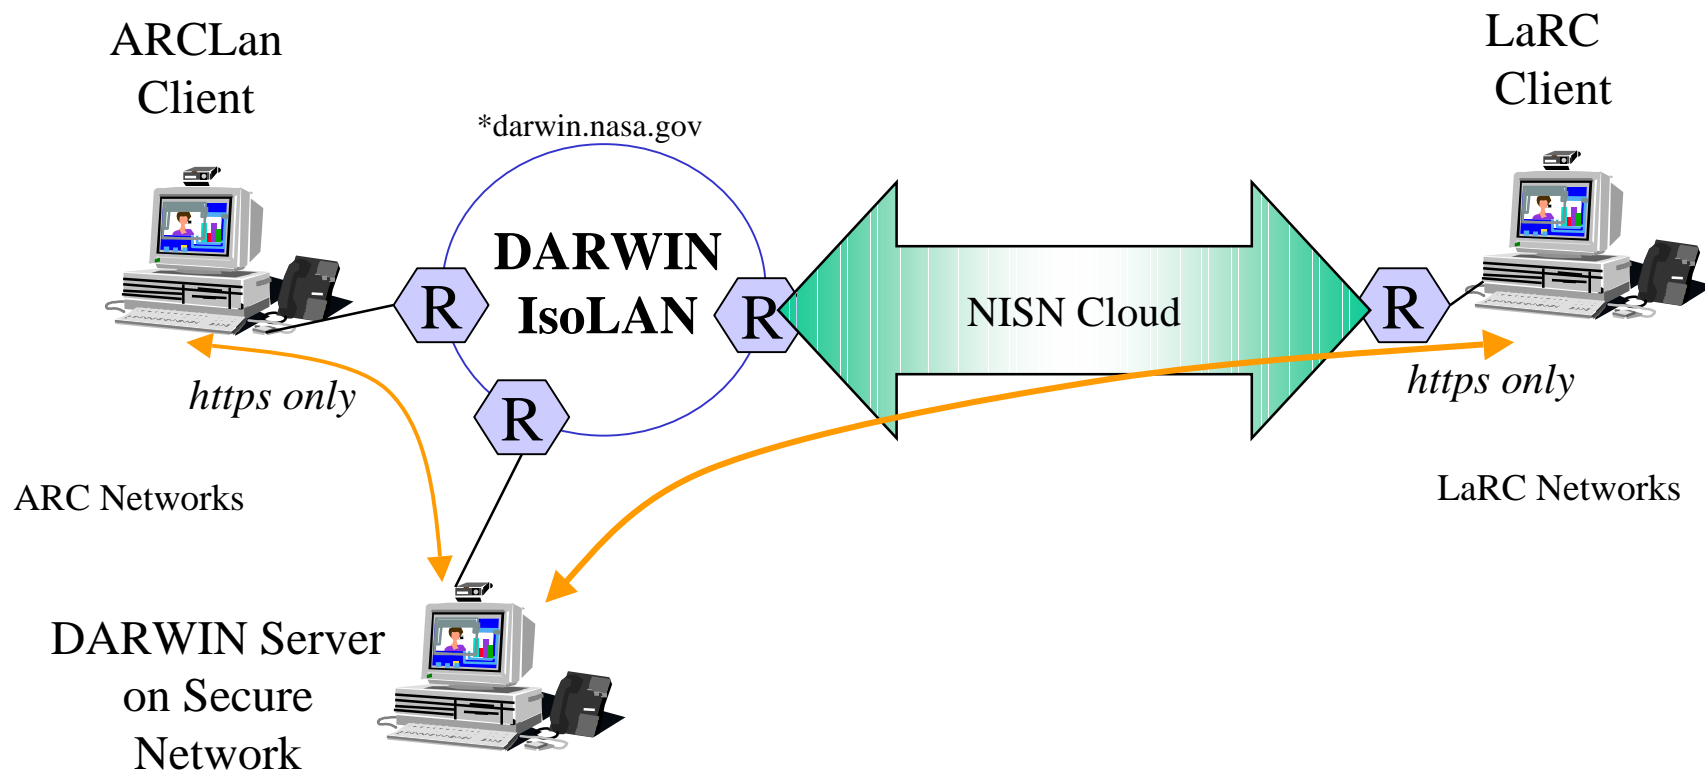 ARCLan
Client
LaRC
Client
*darwin.nasa.gov
DARWIN
IsoLAN
R
R
R
R
NISN Cloud
https only
https only
ARC Networks
LaRC Networks
DARWIN Server
on Secure
Network